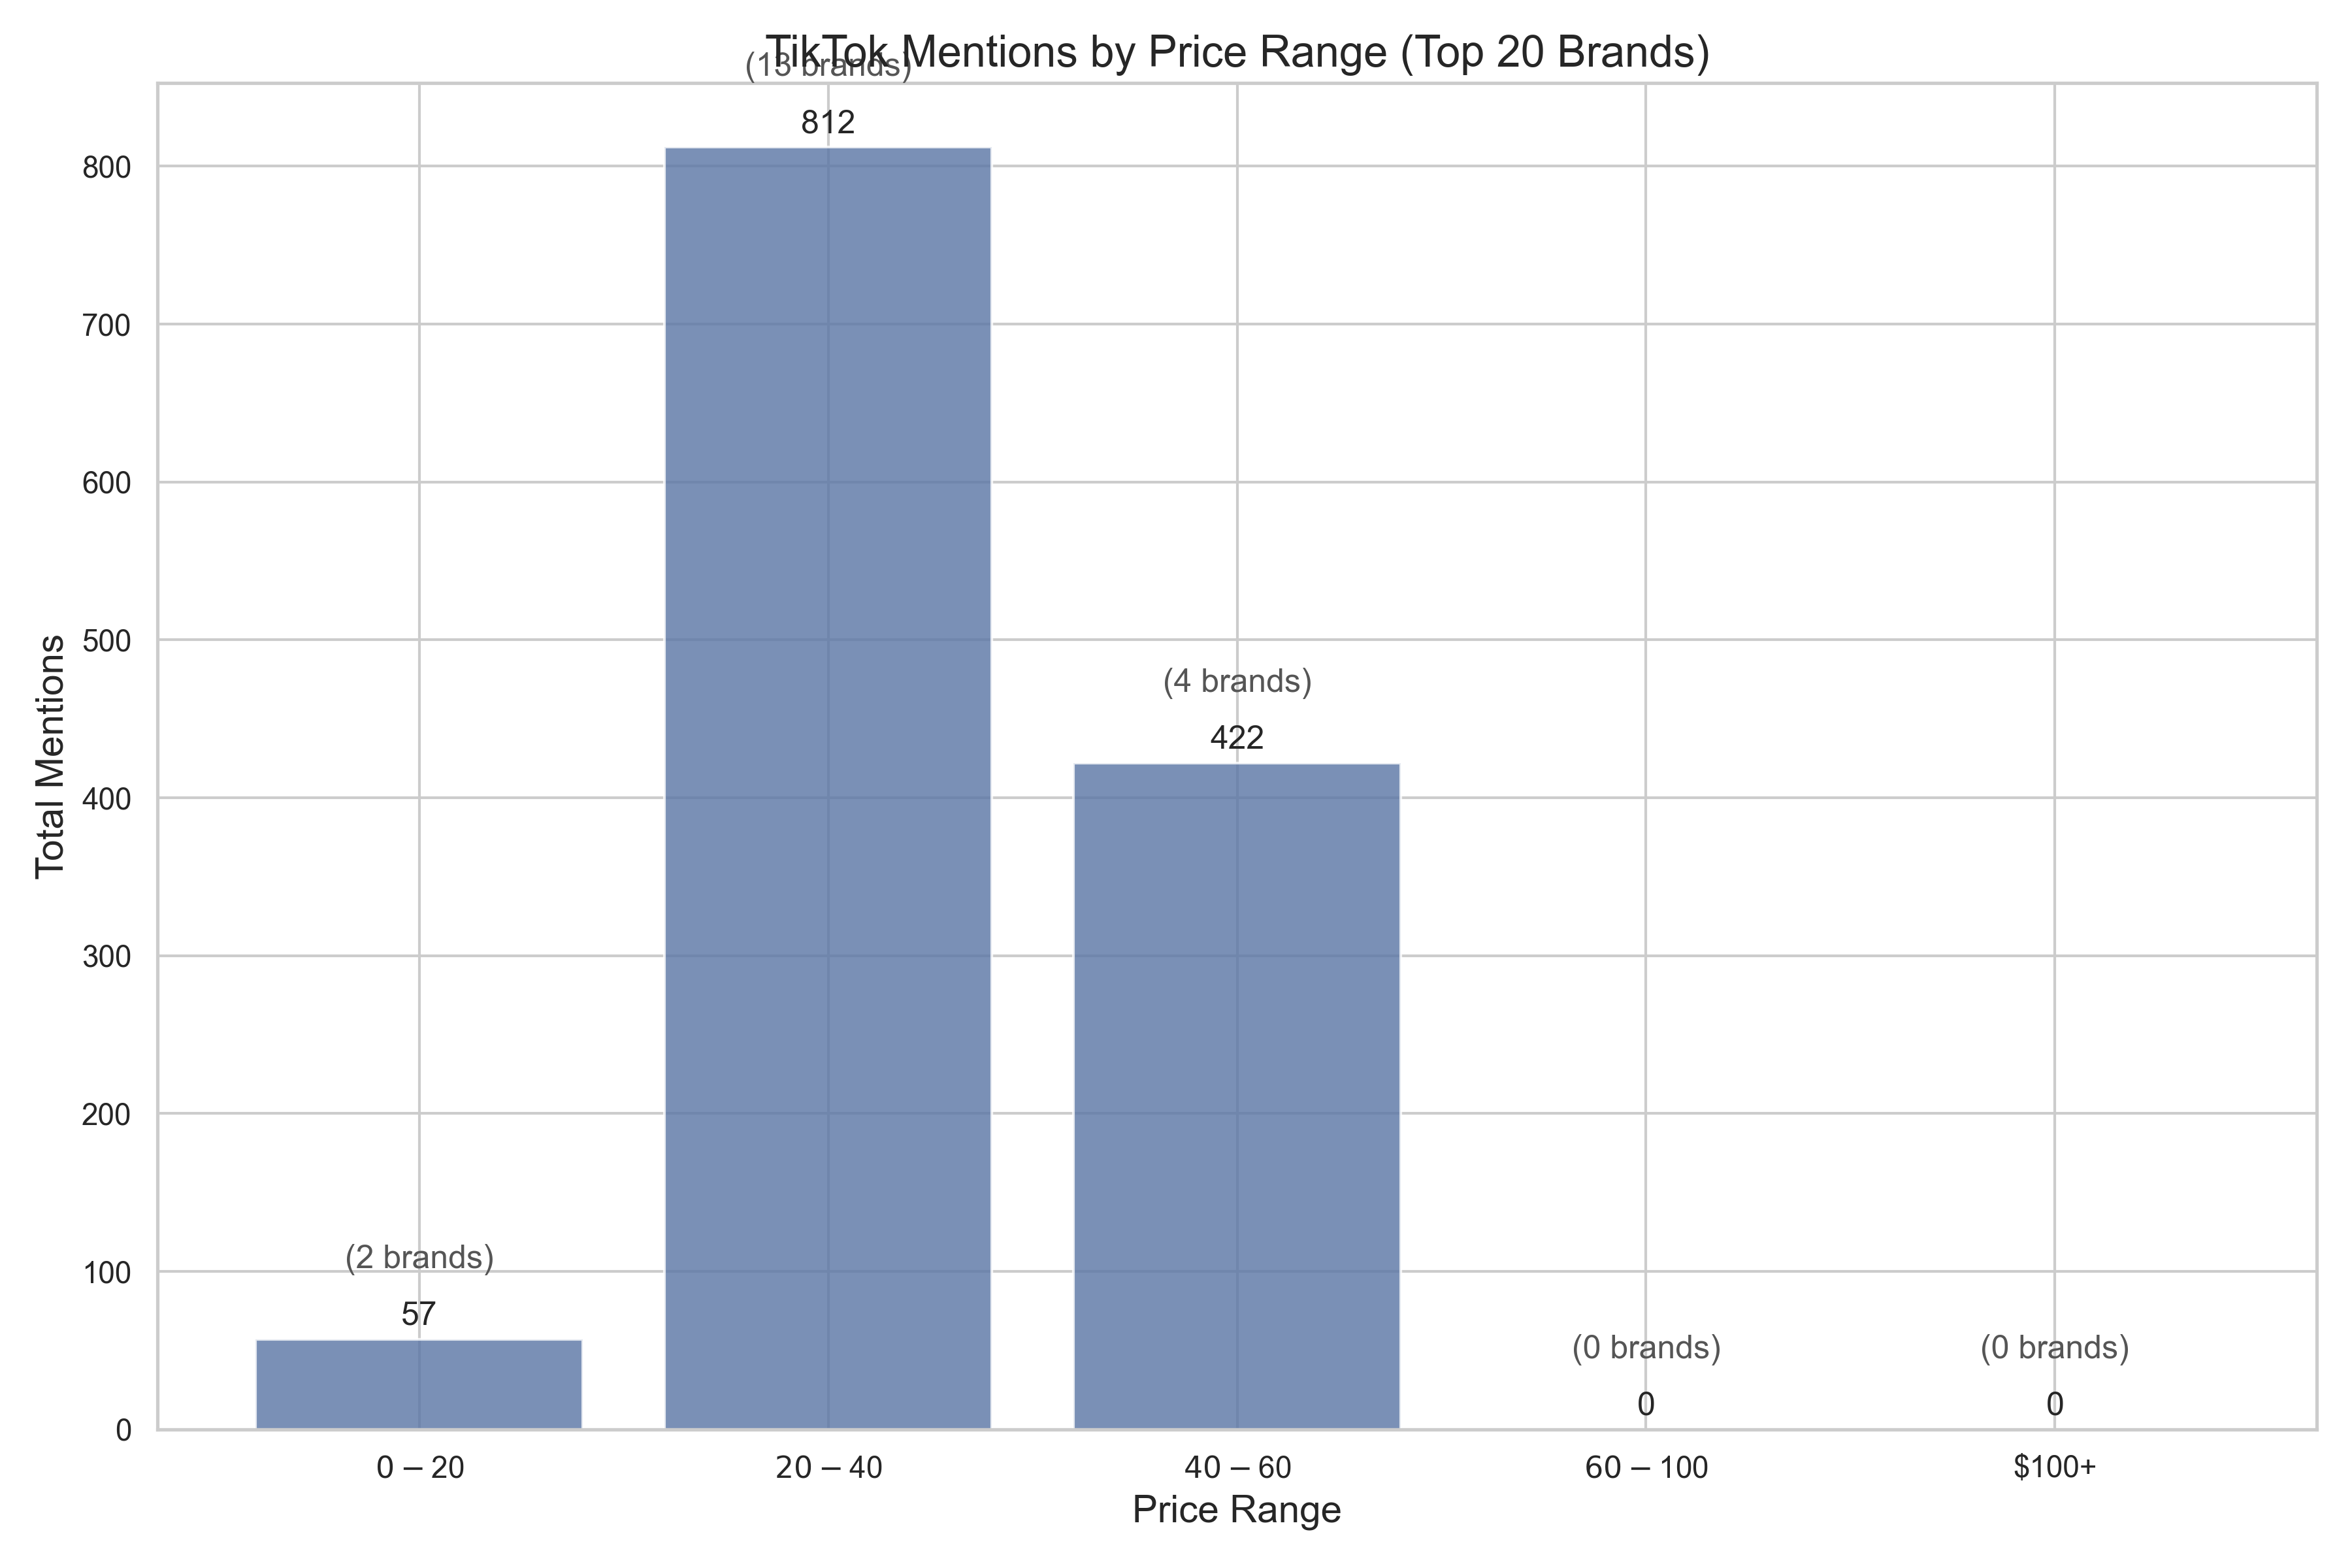 TikTok Mentions by Price Range (Top 20 Brands)
(13 brands)
812
800
700
600
500
400
300
200
100
0
Total Mentions
(4 brands)
422
(2 brands)
57
(0 brands)
0
(0 brands)
0
0 – 20
20 – 40
40 – 60
60 – 100
$100+
Price Range